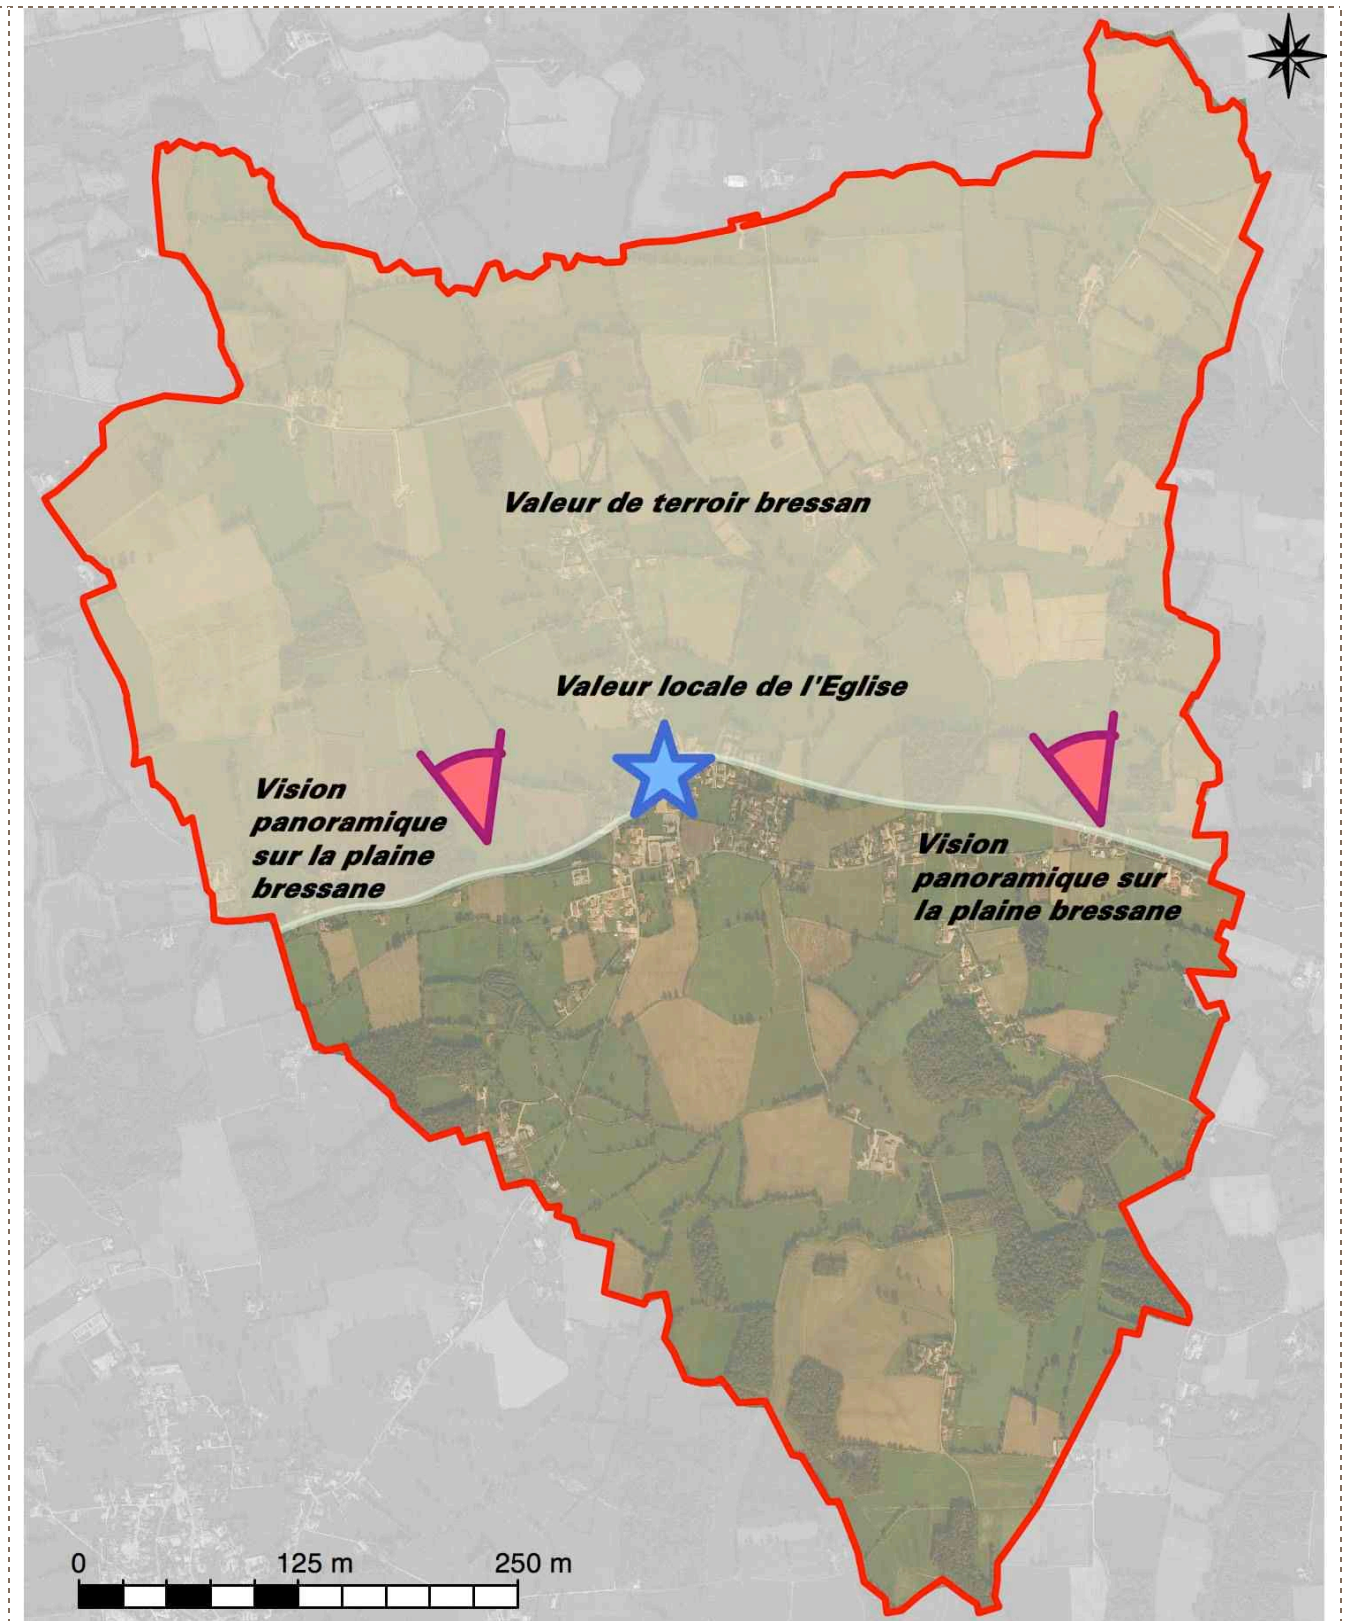 Valeur de terroir bressan
Valeur locale de l'Eglise
Vision
panoramique
sur la plaine
bressane
Vision
panoramique sur
la plaine bressane
0 125 m 250 m